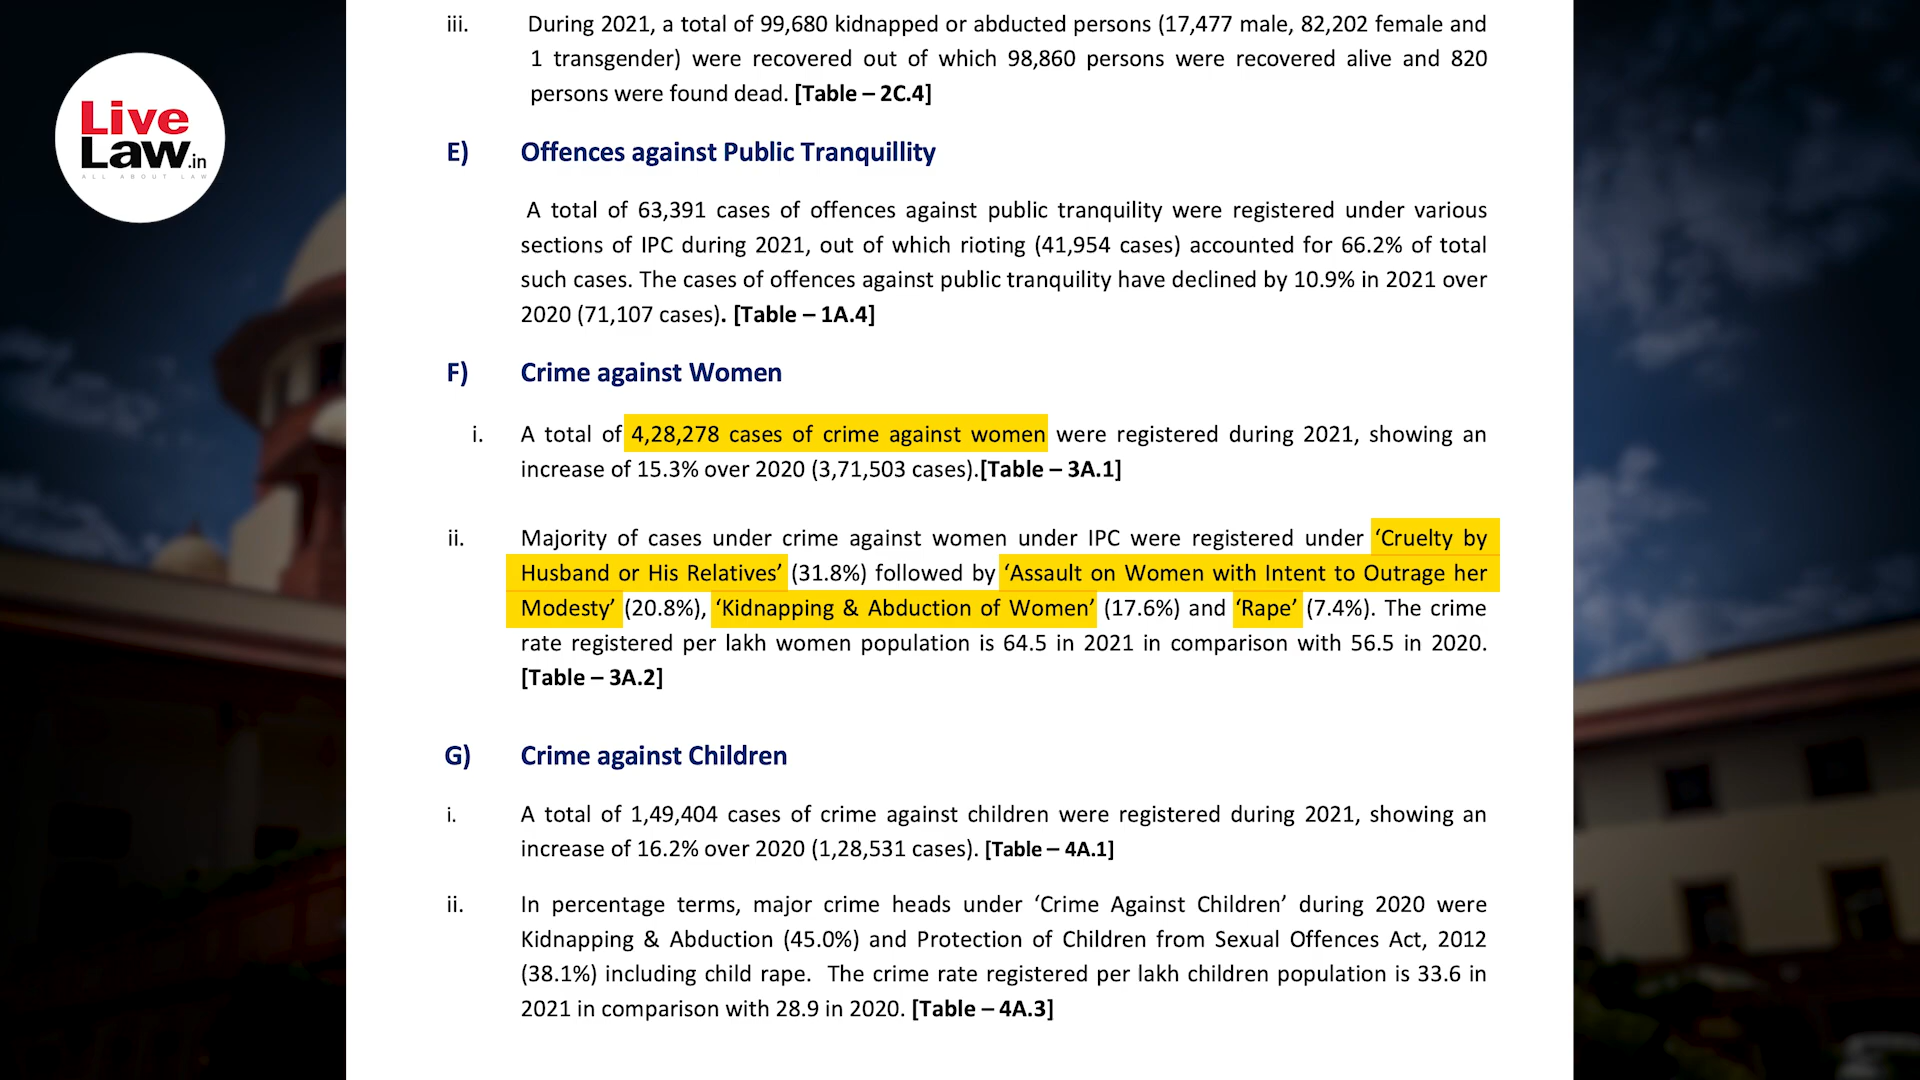 Live
Law.in
ALL ABOUT LAW
iii. During 2021, a total of 99,680 kidnapped or abducted persons (17,477 male, 82,202 female and
1 transgender) were recovered out of which 98,860 persons were recovered alive and 820
persons were found dead. [Table – 2C.4]
E) Offences against Public Tranquillity
A total of 63,391 cases of offences against public tranquility were registered under various
sections of IPC during 2021, out of which rioting (41,954 cases) accounted for 66.2% of total
such cases. The cases of offences against public tranquility have declined by 10.9% in 2021 over
2020 (71,107 cases). [Table – 1A.4]
F) Crime against Women
i. A total of 4,28,278 cases of crime against women were registered during 2021, showing an
increase of 15.3% over 2020 (3,71,503 cases).[Table – 3A.1]
ii. Majority of cases under crime against women under IPC were registered under ‘Cruelty by
Husband or His Relatives’ (31.8%) followed by ‘Assault on Women with Intent to Outrage her
Modesty’ (20.8%), ‘Kidnapping & Abduction of Women’ (17.6%) and ‘Rape’ (7.4%). The crime
rate registered per lakh women population is 64.5 in 2021 in comparison with 56.5 in 2020.
[Table – 3A.2]
G) Crime against Children
i. A total of 1,49,404 cases of crime against children were registered during 2021, showing an
increase of 16.2% over 2020 (1,28,531 cases). [Table – 4A.1]
ii. In percentage terms, major crime heads under ‘Crime Against Children’ during 2020 were
Kidnapping & Abduction (45.0%) and Protection of Children from Sexual Offences Act, 2012
(38.1%) including child rape. The crime rate registered per lakh children population is 33.6 in
2021 in comparison with 28.9 in 2020. [Table – 4A.3]